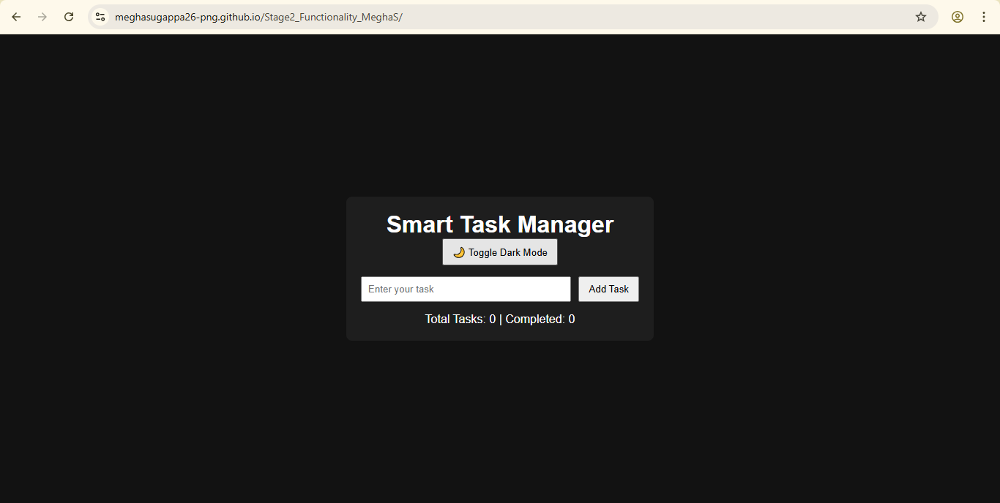 meghasugappa26-png.github.io/Stage2_Functionality_MeghaS/
Smart Task Manager
🌙 Toggle Dark Mode
Enter your task
Add Task
Total Tasks: 0 | Completed: 0